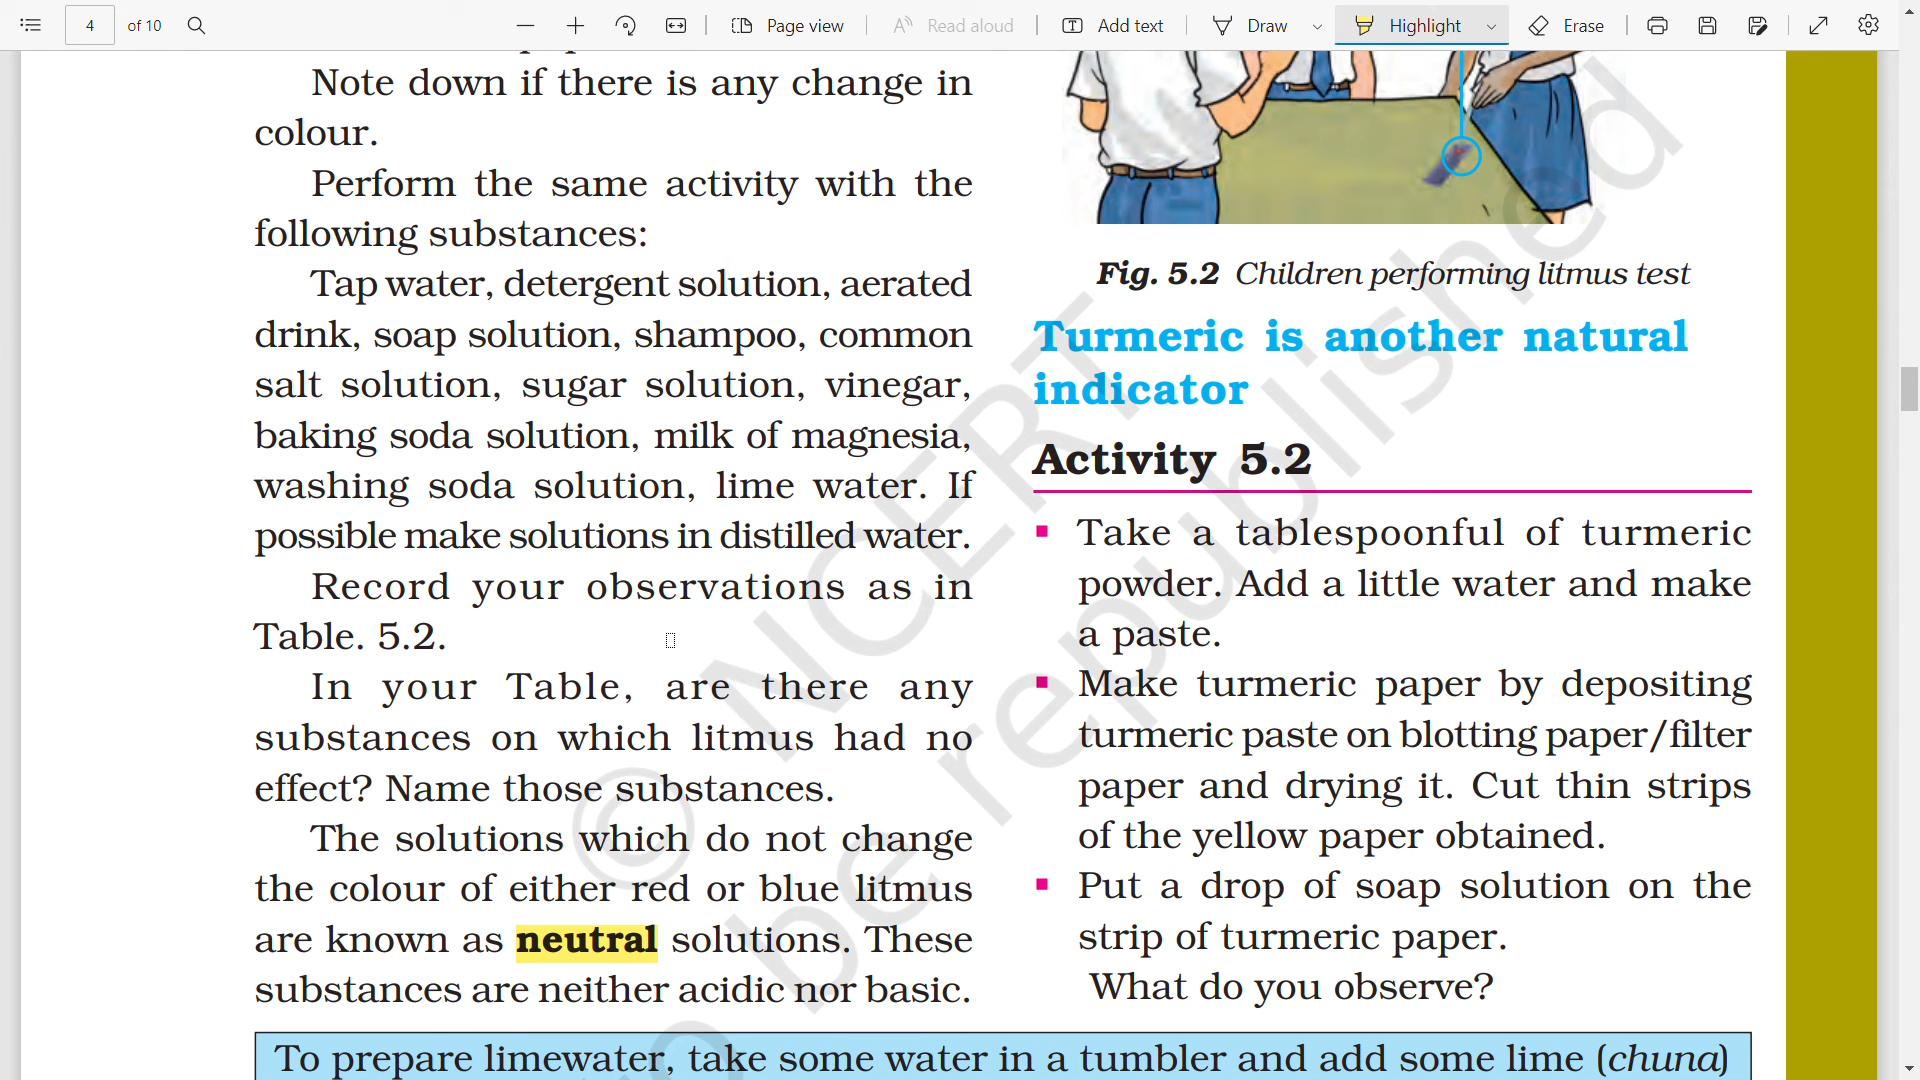 4 of 10 Page view Read aloud Add text Draw Highlight Erase
Note down if there is any change in
colour.
Perform the same activity with the
following substances:
Tap water, detergent solution, aerated
drink, soap solution, shampoo, common
salt solution, sugar solution, vinegar,
baking soda solution, milk of magnesia,
washing soda solution, lime water. If
possible make solutions in distilled water.
Record your observations as in
Table. 5.2.
In your Table, are there any
substances on which litmus had no
effect? Name those substances.
The solutions which do not change
the colour of either red or blue litmus
are known as neutral solutions. These
substances are neither acidic nor basic.
Fig. 5.2 Children performing litmus test
Turmeric is another natural
indicator
Activity 5.2
Take a tablespoonful of turmeric
powder. Add a little water and make
a paste.
Make turmeric paper by depositing
turmeric paste on blotting paper/filter
paper and drying it. Cut thin strips
of the yellow paper obtained.
Put a drop of soap solution on the
strip of turmeric paper.
What do you observe?
To prepare limewater, take some water in a tumbler and add some lime (chuna)
© NCERT
be republished